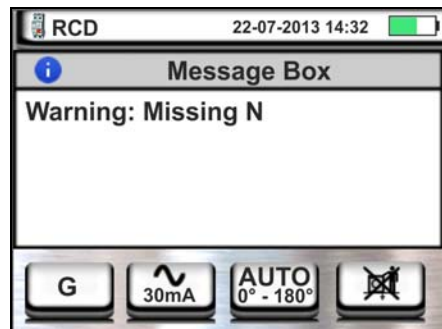 RCD 22-07-2013 14:32
Message Box
Warning: Missing N
G
30mA
AUTO
0° - 180°